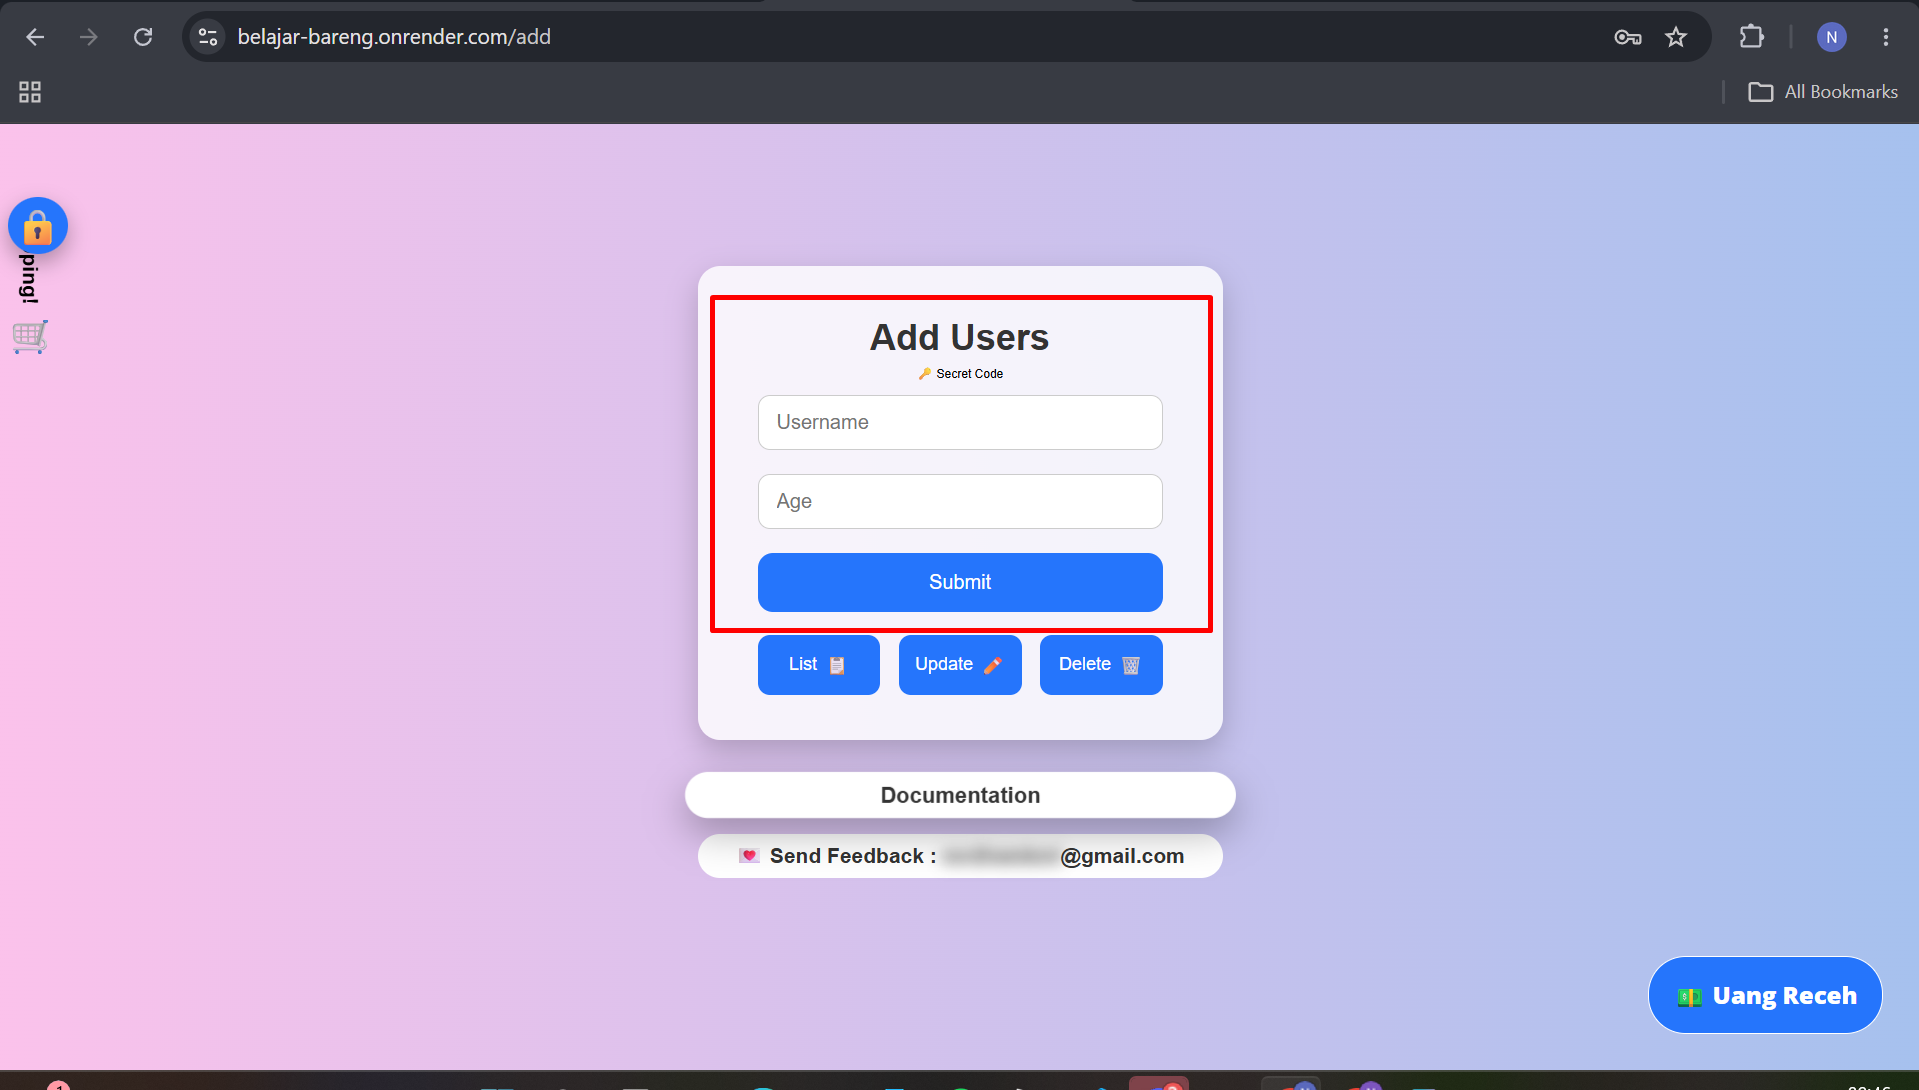 belajar-bareng.onrender.com/add
N
All Bookmarks
ping!
Add Users
🔑 Secret Code
Username
Age
Submit
List 📋
Update ✏️
Delete 🗑️
Documentation
💌 Send Feedback : @gmail.com
💵 Uang Receh